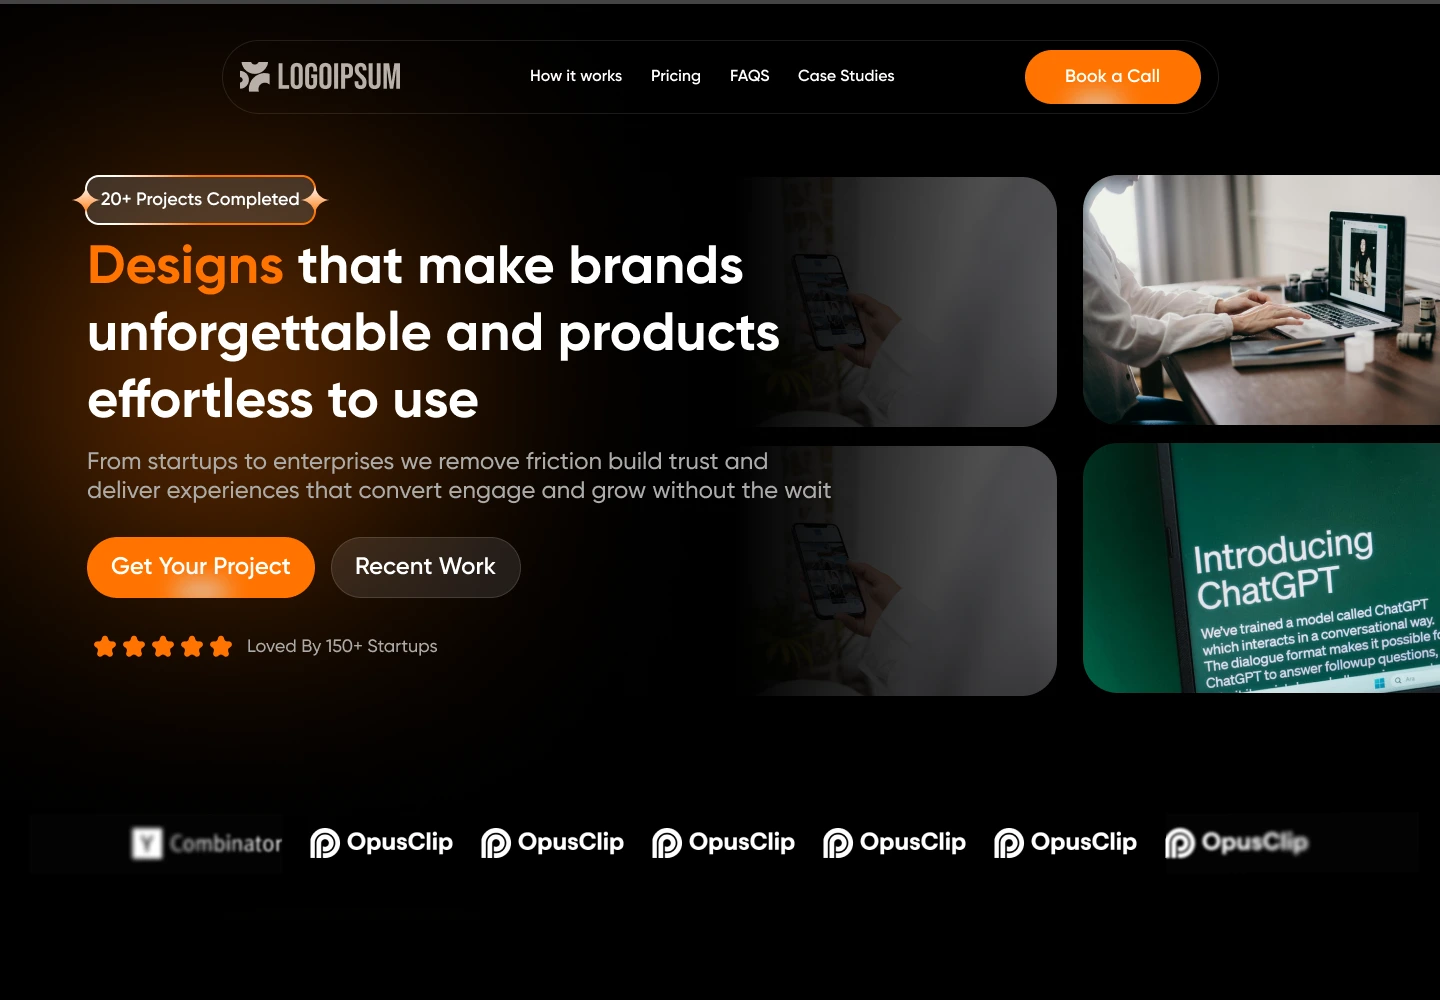 LOGOIPSUM
How it works
Pricing
FAQS
Case Studies
Book a Call
20+ Projects Completed
Designs that make brands
unforgettable and products
effortless to use
From startups to enterprises we remove friction build trust and
deliver experiences that convert engage and grow without the wait
Get Your Project
Recent Work
Loved By 150+ Startups
Introducing
ChatGPT
We've trained a model called ChatGPT
which interacts in a conversational way.
The dialogue format makes it possible fo
ChatGPT to answer followup questions,
Ara
Y Combinator
OpusClip
OpusClip
OpusClip
OpusClip
OpusClip
OpusClip